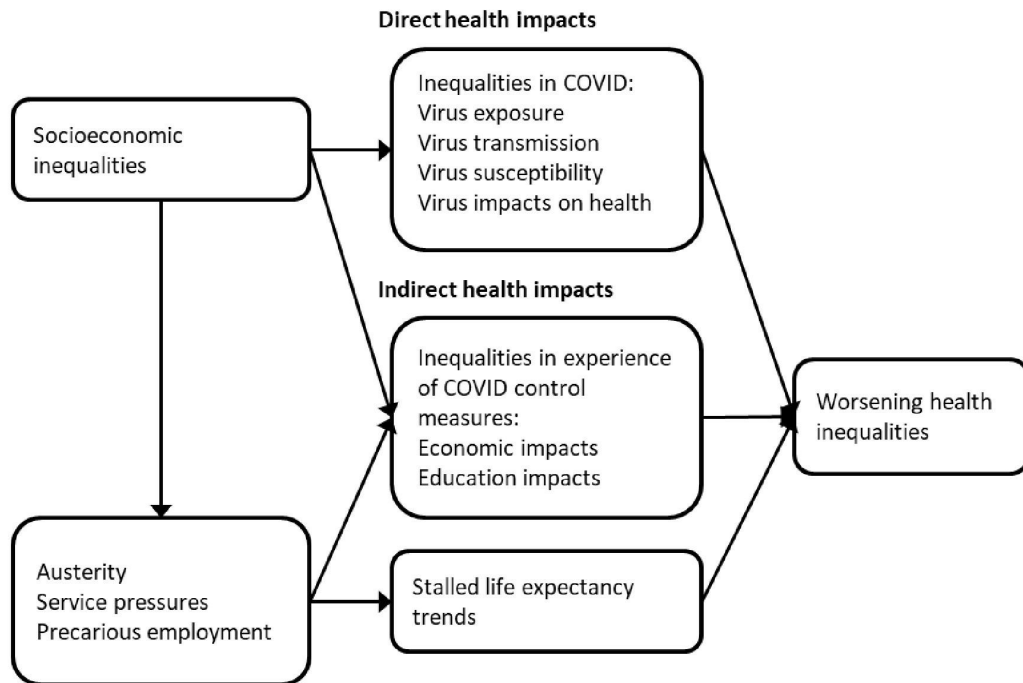 Direct health impacts
Socioeconomic
inequalities
Inequalities in COVID:
Virus exposure
Virus transmission
Virus susceptibility
Virus impacts on health
Indirect health impacts
Inequalities in experience
of COVID control
measures:
Economic impacts
Education impacts
Worsening health
inequalities
Austerity
Service pressures
Precarious employment
Stalled life expectancy
trends